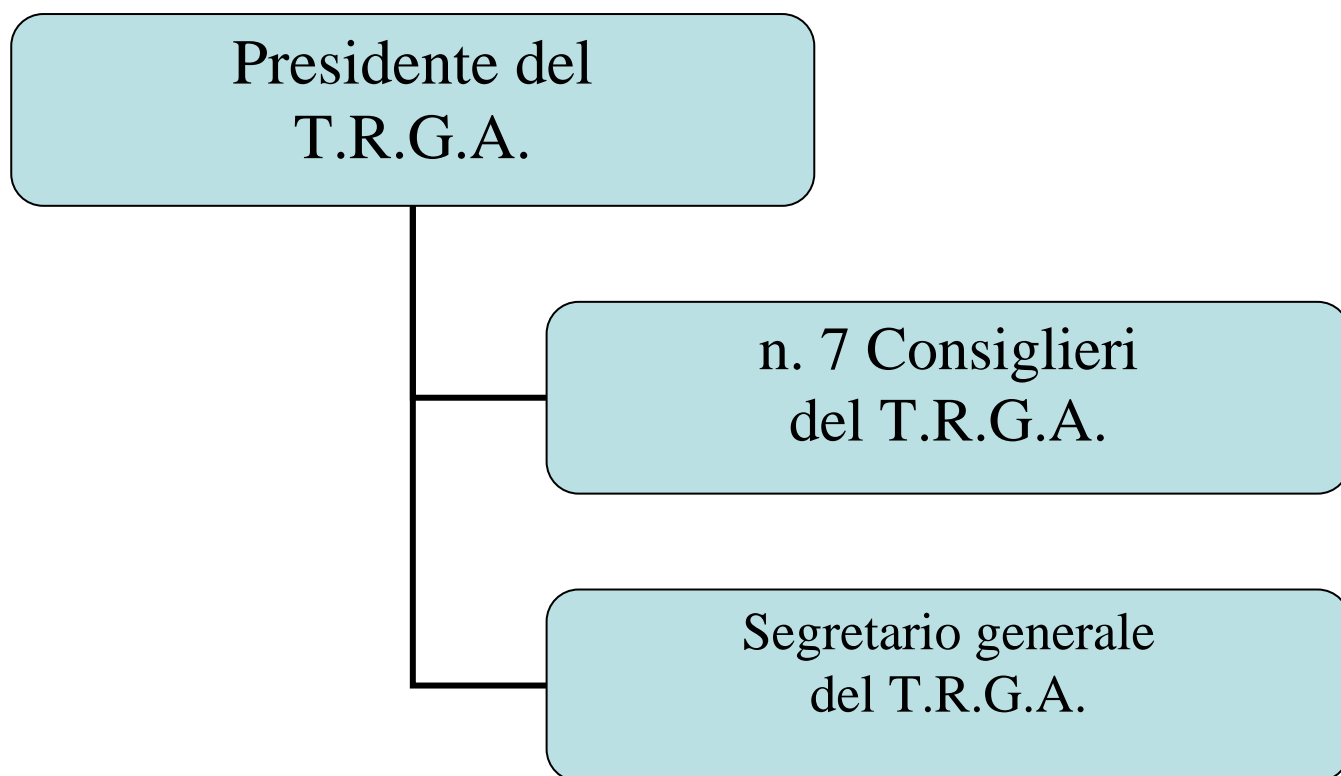 Presidente del
T.R.G.A.
n. 7 Consiglieri
del T.R.G.A.
Segretario generale
del T.R.G.A.